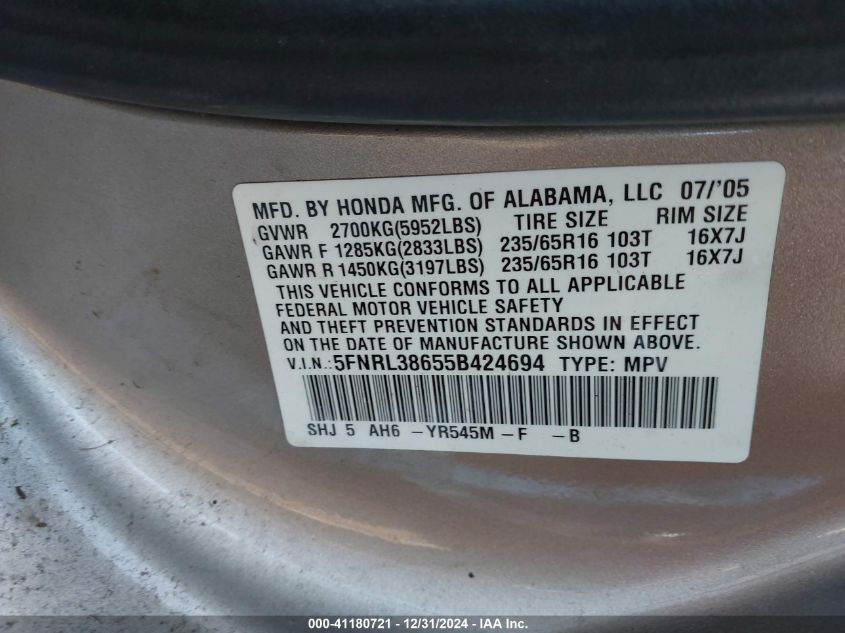 MFD. BY HONDA MFG. OF ALABAMA, LLC 07/'05
GVWR 2700KG(5952LBS) TIRE SIZE RIM SIZE
GAWR F 1285KG(2833LBS) 235/65R16 103T 16X7J
GAWR R 1450KG(3197LBS) 235/65R16 103T 16X7J
THIS VEHICLE CONFORMS TO ALL APPLICABLE
FEDERAL MOTOR VEHICLE SAFETY
AND THEFT PREVENTION STANDARDS IN EFFECT
ON THE DATE OF MANUFACTURE SHOWN ABOVE.
V.I.N.: 5FNRL38655B424694 TYPE: MPV
SHJ 5 AH6 -YR545M -F -B
000-41180721 - 12/31/2024 - IAA Inc.